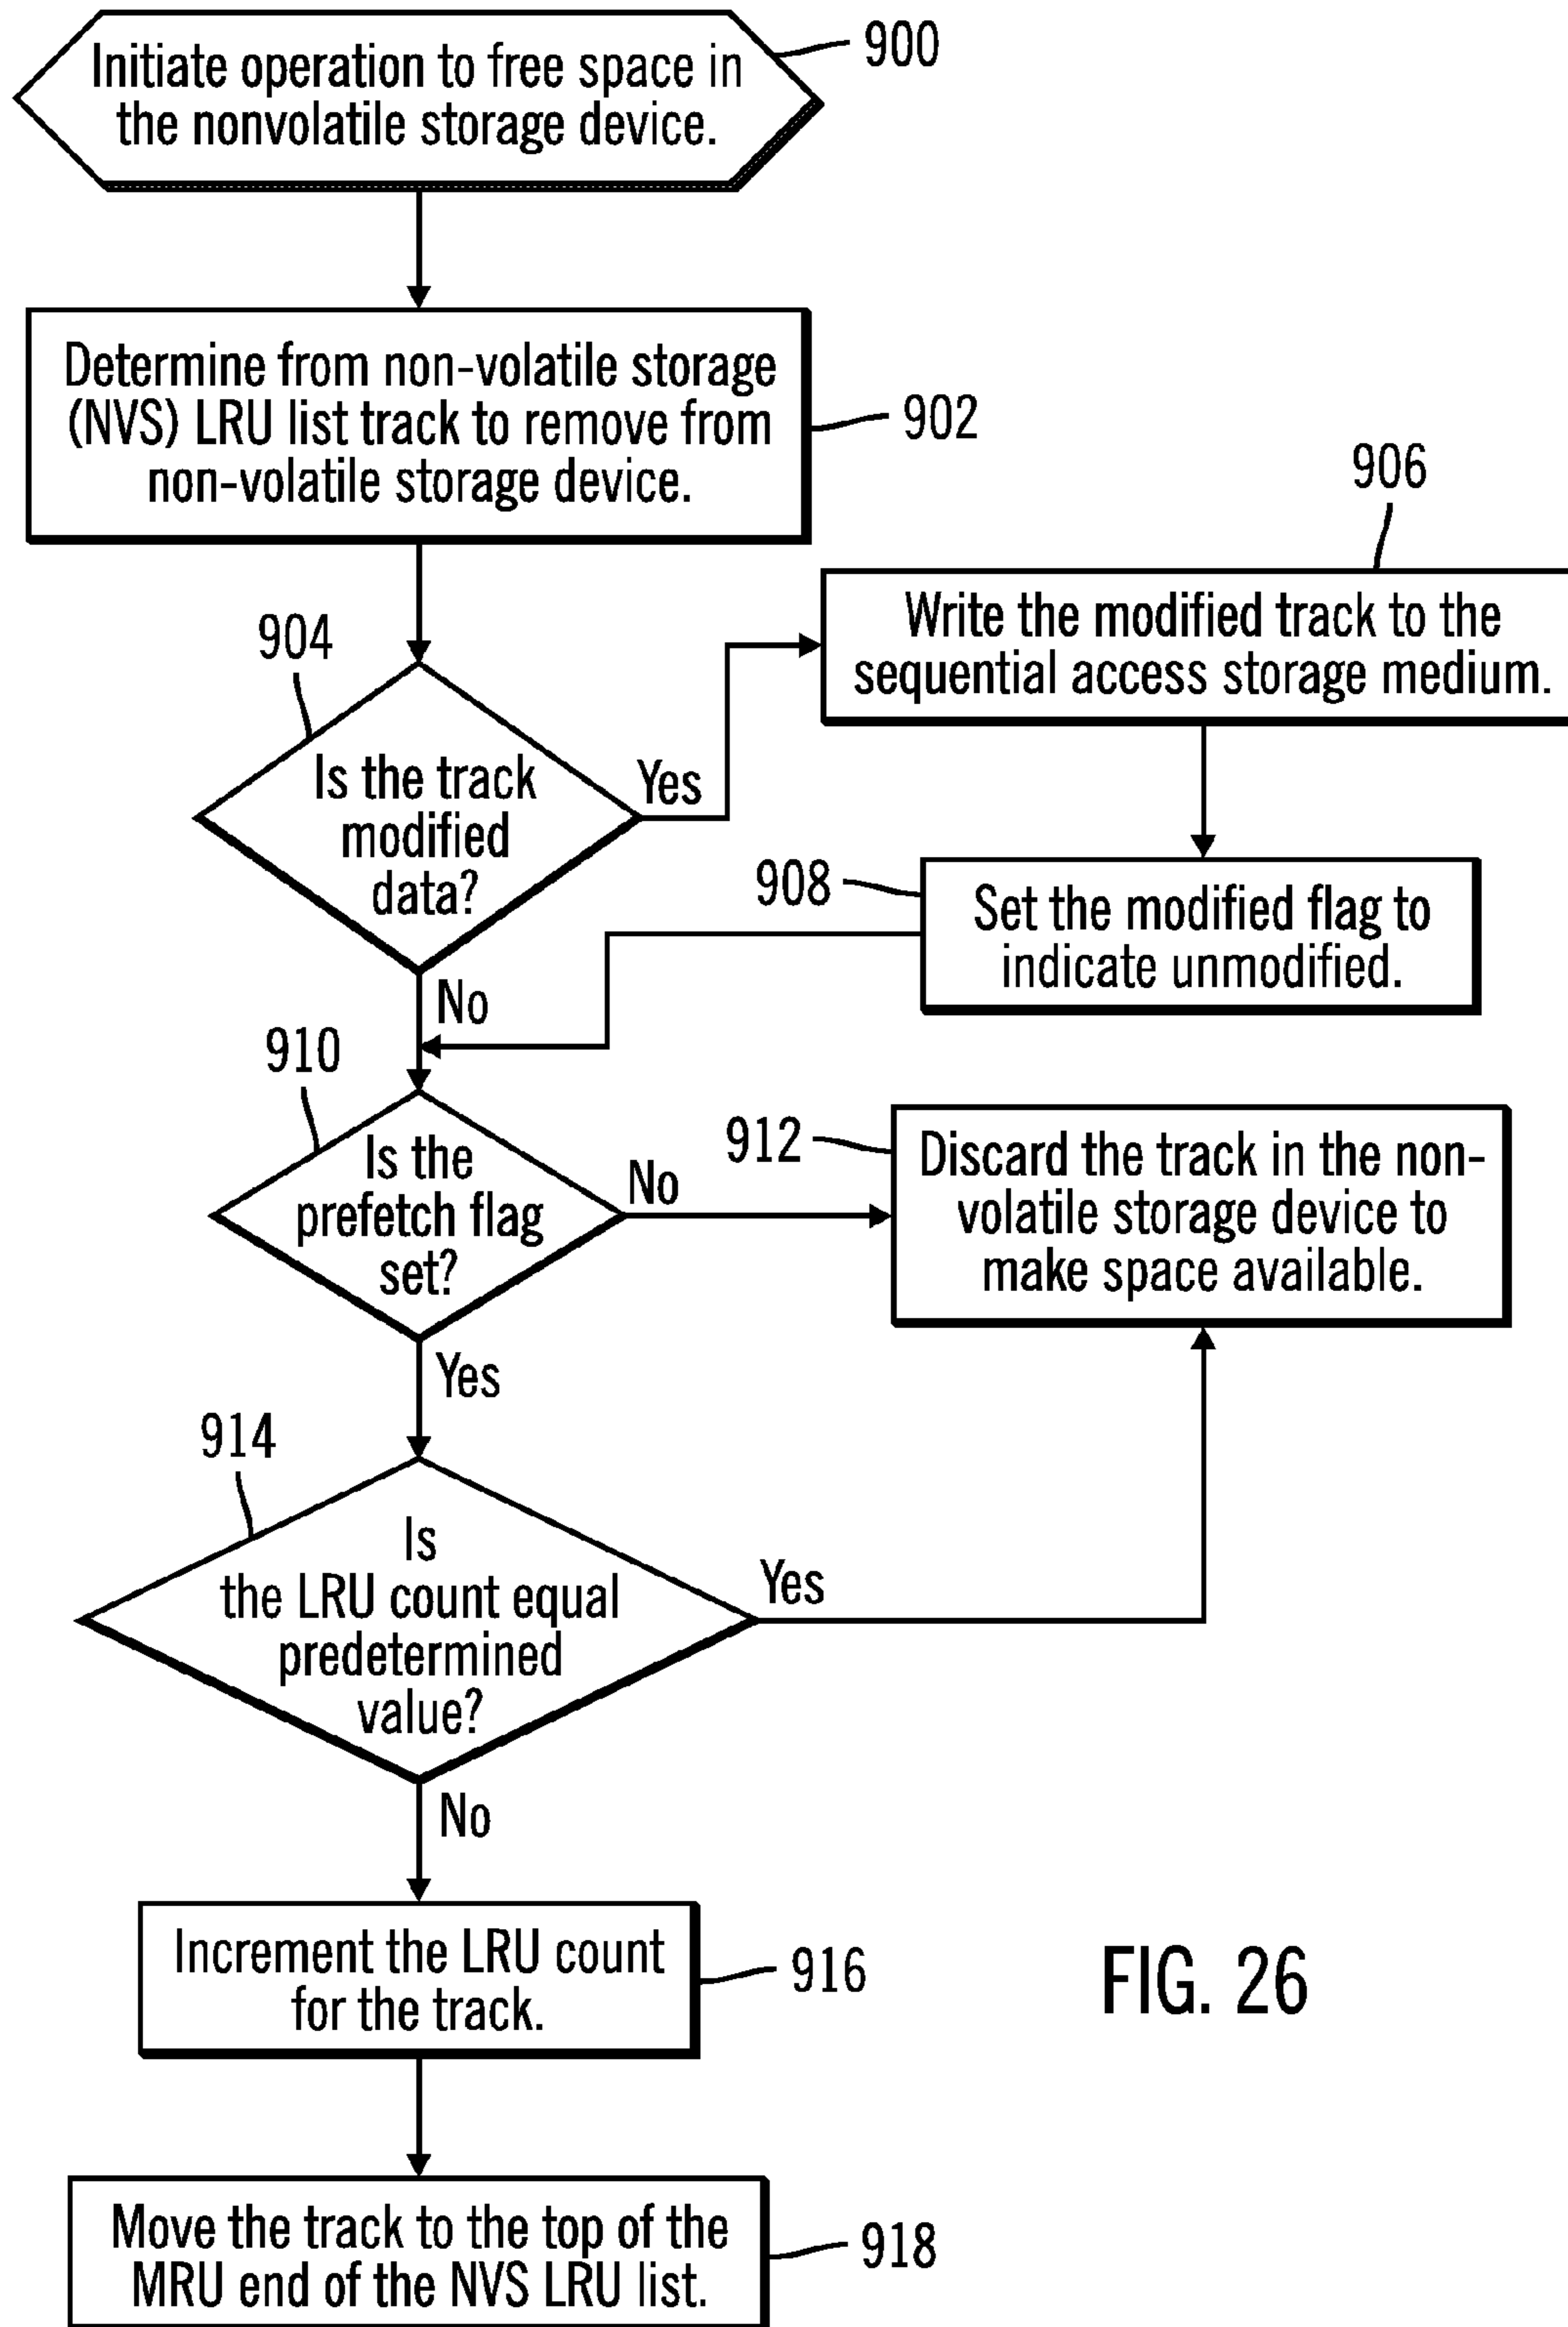 Initiate operation to free space in
the nonvolatile storage device.
900
Determine from non-volatile storage
(NVS) LRU list track to remove from
non-volatile storage device.
902
904
Is the track
modified
data?
Yes
No
906
Write the modified track to the
sequential access storage medium.
908
Set the modified flag to
indicate unmodified.
910
Is the
prefetch flag
set?
No
Yes
912
Discard the track in the non-
volatile storage device to
make space available.
914
Is
the LRU count equal
predetermined
value?
Yes
No
Increment the LRU count
for the track.
916
Move the track to the top of the
MRU end of the NVS LRU list.
918
FIG. 26